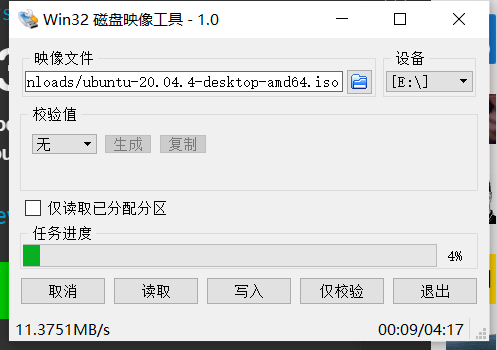 Win32 磁盘映像工具 - 1.0
映像文件
设备
nloads/ubuntu-20.04.4-desktop-amd64.iso
[E:\]
校验值
无
生成
复制
仅读取已分配分区
任务进度
4%
取消
读取
写入
仅校验
退出
11.3751MB/s
00:09/04:17